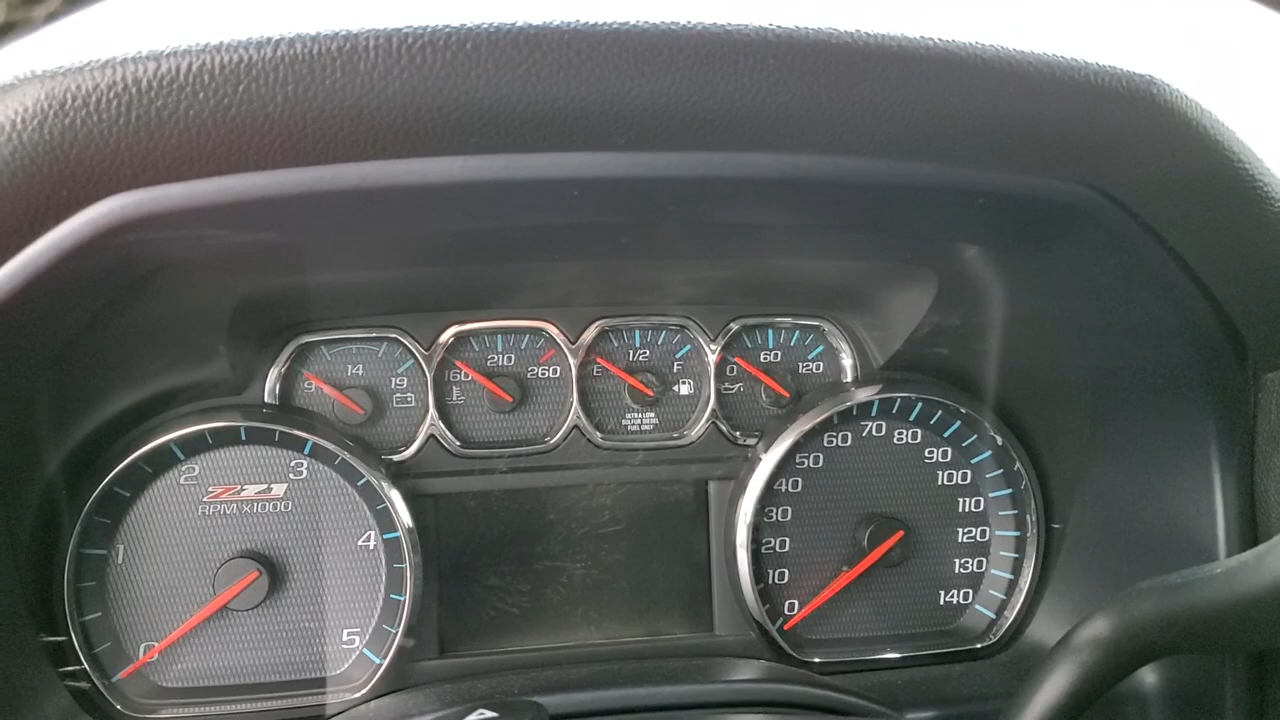 9 14 19
160 210 260
E 1/2 F
ULTRA LOW
SULFUR DIESEL
FUEL ONLY
0 60 120
0 1 2 3 4 5
Z71
RPM X1000
0 10 20 30 40 50 60 70 80 90 100 110 120 130 140